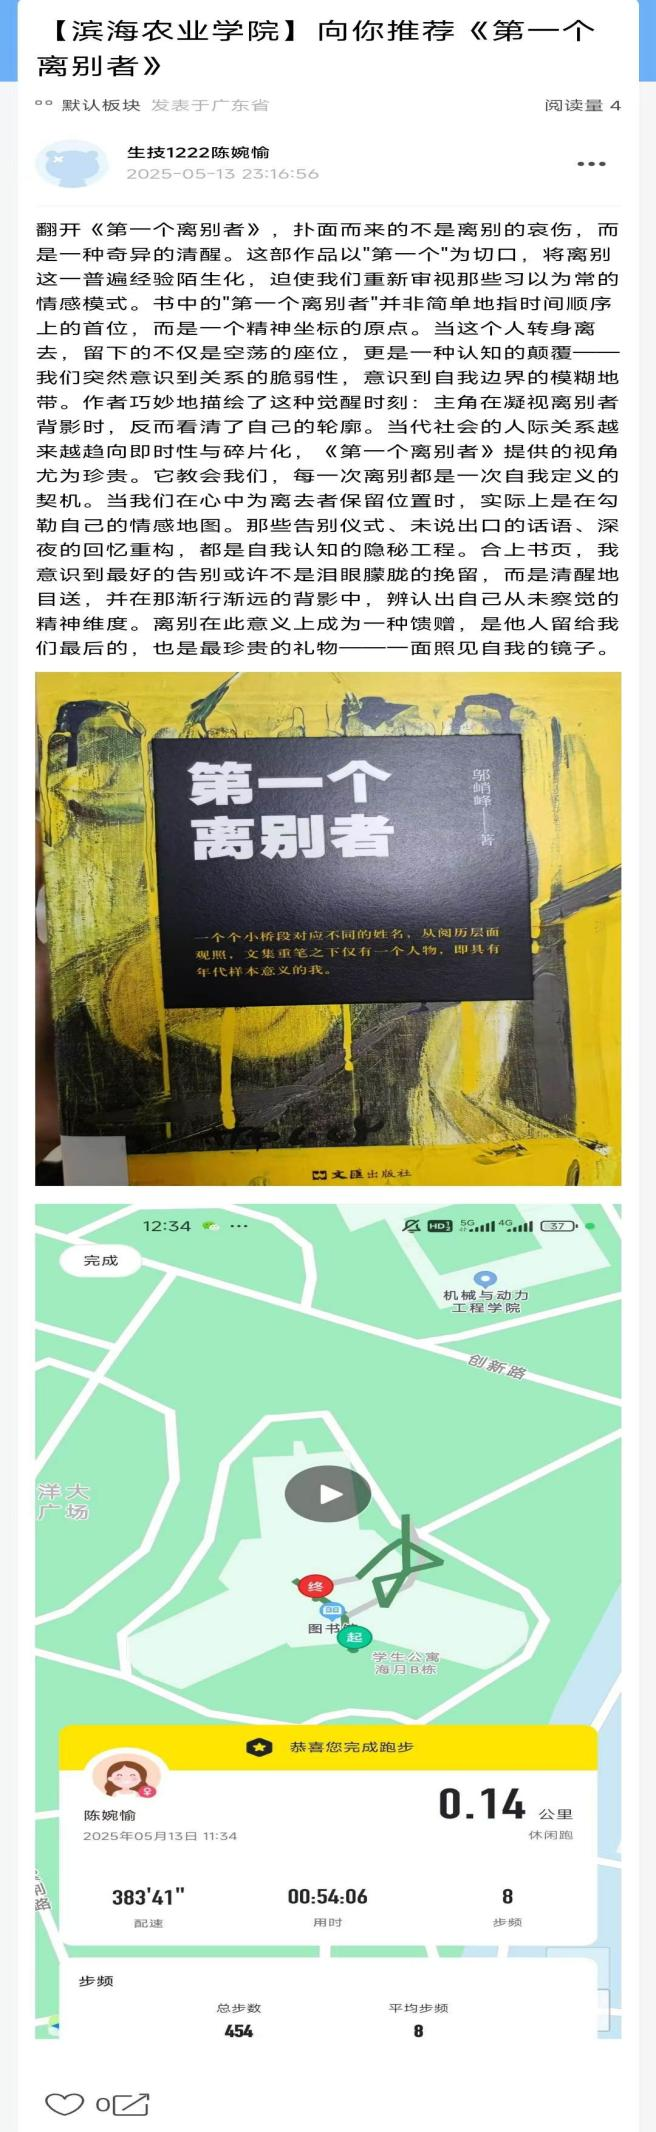 【滨海农业学院】向你推荐《第一个
离别者》
默认板块 发表于广东省 阅读量 4
生技1222陈婉愉
2025-05-13 23:16:56
翻开《第一个离别者》，扑面而来的不是离别的哀伤，而
是一种奇异的清醒。这部作品以"第一个"为切口，将离别
这一普遍经验陌生化，迫使我们重新审视那些习以为常的
情感模式。书中的"第一个离别者"并非简单地指时间顺序
上的首位，而是一个精神坐标的原点。当这个人转身离
去，留下的不仅是空荡的座位，更是一种认知的颠覆——
我们突然意识到关系的脆弱性，意识到自我边界的模糊地
带。作者巧妙地描绘了这种觉醒时刻：主角在凝视离别者
背影时，反而看清了自己的轮廓。当代社会的人际关系越
来越趋向即时性与碎片化，《第一个离别者》提供的视角
尤为珍贵。它教会我们，每一次离别都是一次自我定义的
契机。当我们在心中为离去者保留位置时，实际上是在勾
勒自己的情感地图。那些告别仪式、未说出口的话语、深
夜的回忆重构，都是自我认知的隐秘工程。合上书页，我
意识到最好的告别或许不是泪眼朦胧的挽留，而是清醒地
目送，并在那渐行渐远的背影中，辨认出自己从未察觉的
精神维度。离别在此意义上成为一种馈赠，是他人留给我
们最后的，也是最珍贵的礼物——一面照见自我的镜子。
第一个
离别者
邬峭峰——著
一个个小桥段对应不同的姓名，从阅历层面
观照，文集重笔之下仅有一个人物，即具有
年代样本意义的我。
文匯出版社
12:34 ··· HD 5G 4G 37
完成
机械与动力
工程学院
创新路
洋大
广场
终
图书
起
学生公寓
海月B栋
恭喜您完成跑步
0.14 公里
陈婉愉
2025年05月13日 11:34 休闲跑
383'41" 00:54:06 8
配速 用时 步频
步频
总步数 平均步频
454 8
0